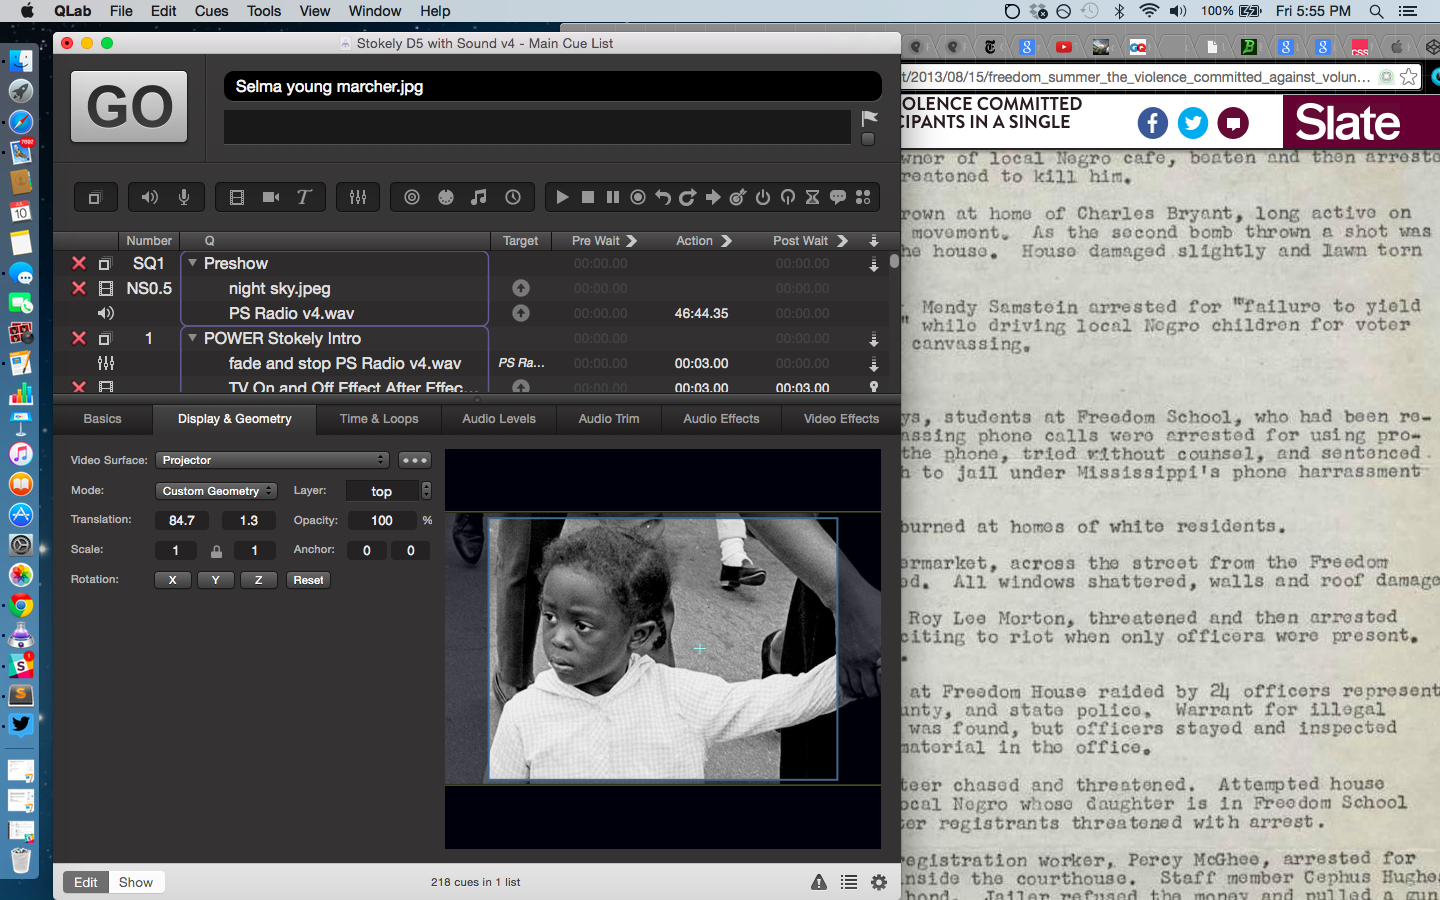 QLab File Edit Cues Tools View Window Help
100% Fri 5:55 PM
Stokely D5 with Sound v4 - Main Cue List
GO
Selma young marcher.jpg
Number Q Target Pre Wait Action Post Wait
SQ1 Preshow 00:00.00 00:00.00
NS0.5 night sky.jpeg 00:00.00 00:00.00 00:00.00
PS Radio v4.wav 00:00.00 46:44.35 00:00.00
1 POWER Stokely Intro 00:00.00 00:00.00
fade and stop PS Radio v4.wav PS Ra... 00:00.00 00:03.00 00:00.00
TV On and Off Effect After Effec... 00:00.00 00:03.00 00:03.00
Basics Display & Geometry Time & Loops Audio Levels Audio Trim Audio Effects Video Effects
Video Surface: Projector
Mode: Custom Geometry Layer: top
Translation: 84.7 1.3 Opacity: 100 %
Scale: 1 1 Anchor: 0 0
Rotation: X Y Z Reset
Edit Show 218 cues in 1 list
t/2013/08/15/freedom_summer_the_violence_committed_against_volun...
OLENCE COMMITTED
CIPANTS IN A SINGLE
Slate
wner of local Negro cafe, beaten and then arreste
reatened to kill him.
rown at home of Charles Bryant, long active on
movement. As the second bomb thrown a shot was
he house. House damaged slightly and lawn torn
Mendy Samstein arrested for "failure to yield
" while driving local Negro children for voter
canvassing.
ys, students at Freedom School, who had been re-
assing phone calls were arrested for using pro-
the phone, tried without counsel, and sentenced
h to jail under Mississippi's phone harrassment
burned at homes of white residents.
ermarket, across the street from the Freedom
ed. All windows shattered, walls and roof damage
Roy Lee Morton, threatened and then arrested
citing to riot when only officers were present.
at Freedom House raided by 24 officers represent
unty, and state police. Warrant for illegal
was found, but officers stayed and inspected
material in the office.
teer chased and threatened. Attempted house
ocal Negro whose daughter is in Freedom School
ter registrants threatened with arrest.
registration worker, Percy McGhee, arrested for
inside the courthouse. Staff member Cephus Hughe
bond. Jailer refused the money and pulled a gun